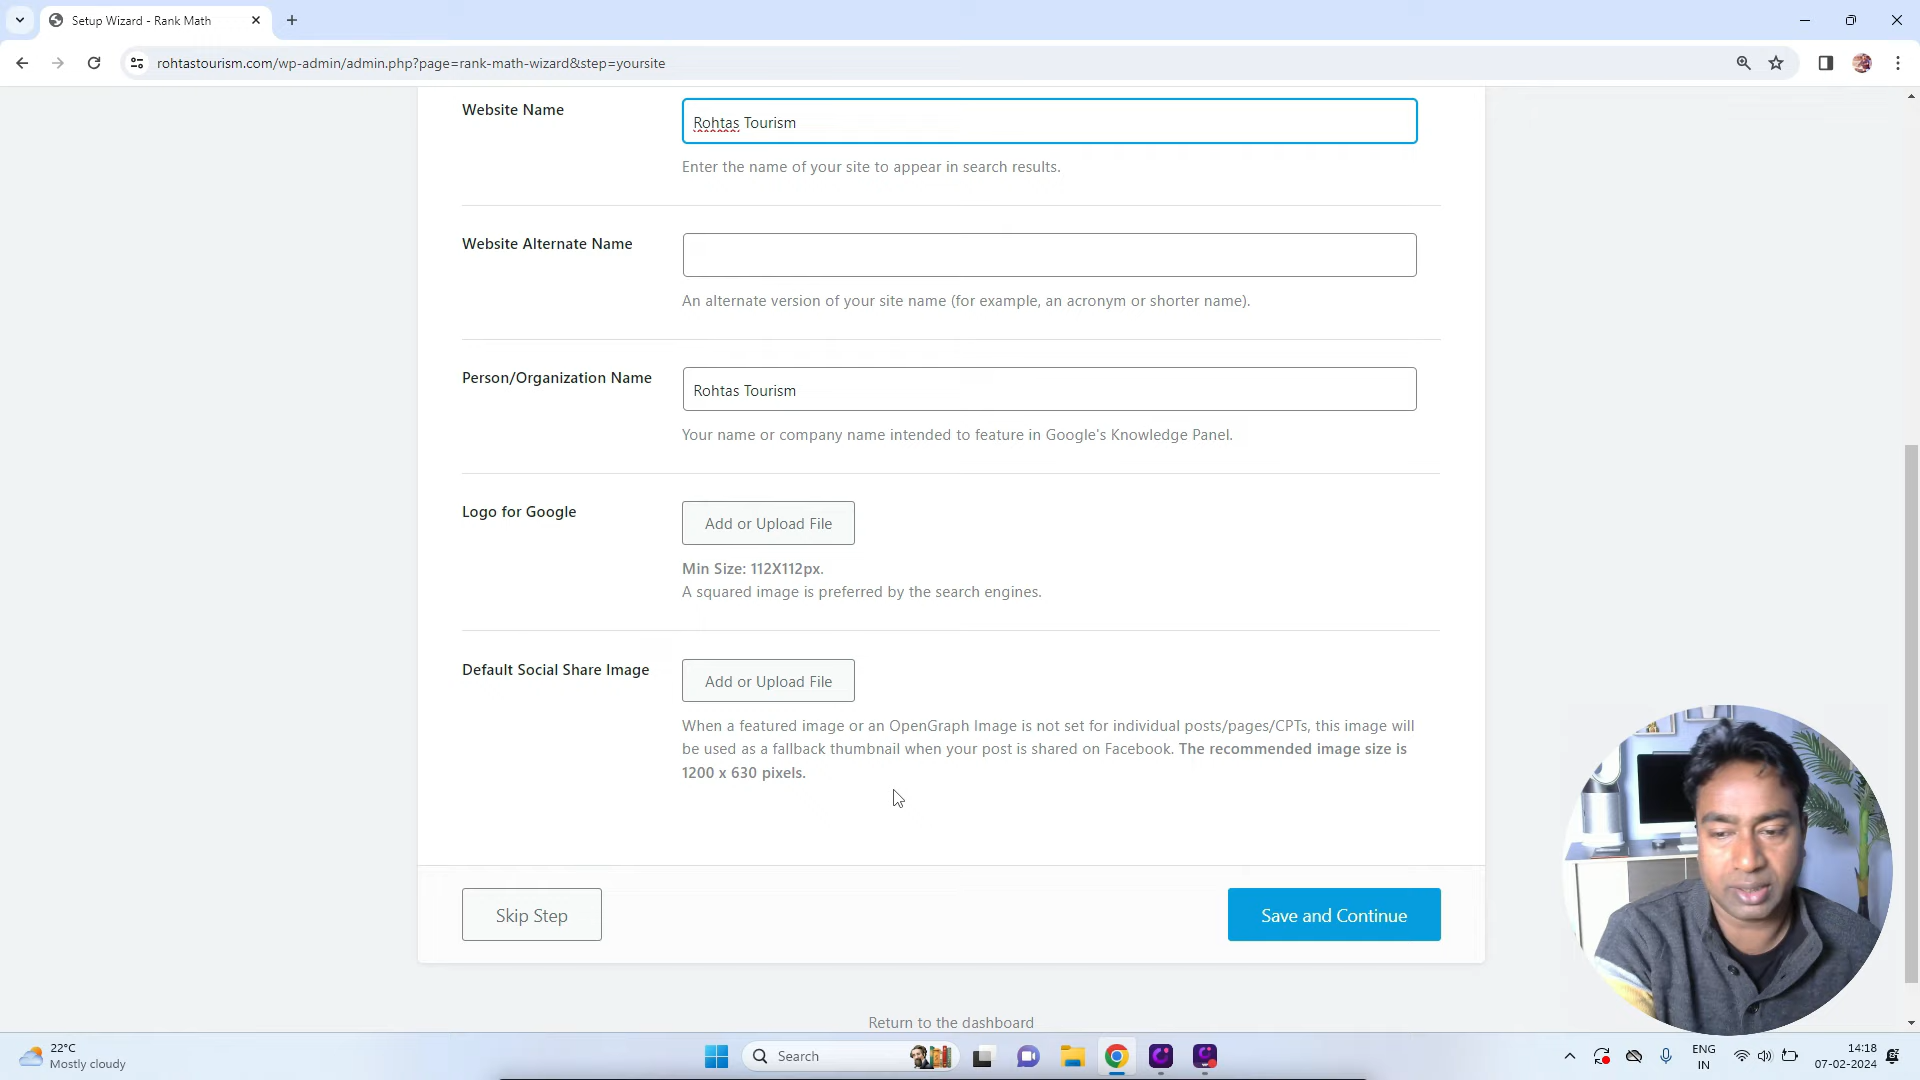 Setup Wizard - Rank Math
rohtastourism.com/wp-admin/admin.php?page=rank-math-wizard&step=yoursite
Website Name
Rohtas Tourism
Enter the name of your site to appear in search results.
Website Alternate Name
An alternate version of your site name (for example, an acronym or shorter name).
Person/Organization Name
Rohtas Tourism
Your name or company name intended to feature in Google's Knowledge Panel.
Logo for Google
Add or Upload File
Min Size: 112X112px.
A squared image is preferred by the search engines.
Default Social Share Image
Add or Upload File
When a featured image or an OpenGraph Image is not set for individual posts/pages/CPTs, this image will
be used as a fallback thumbnail when your post is shared on Facebook. The recommended image size is
1200 x 630 pixels.
Skip Step
Save and Continue
Return to the dashboard
22°C
Mostly cloudy
Search
ENG
IN
14:18
07-02-2024